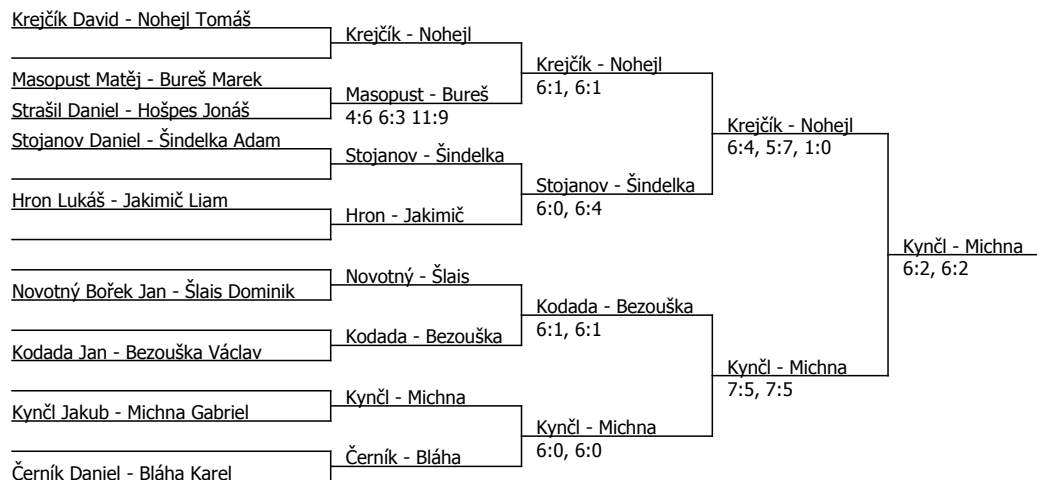 Krejčík David - Nohejl Tomáš
Masopust Matěj - Bureš Marek
Strašil Daniel - Hošpes Jonáš
Stojanov Daniel - Šindelka Adam
Hron Lukáš - Jakimič Liam
Novotný Bořek Jan - Šlais Dominik
Kodada Jan - Bezouška Václav
Kynčl Jakub - Michna Gabriel
Černík Daniel - Bláha Karel
Krejčík - Nohejl
Masopust - Bureš
4:6 6:3 11:9
Stojanov - Šindelka
Hron - Jakimič
Novotný - Šlais
Kodada - Bezouška
Kynčl - Michna
Černík - Bláha
Krejčík - Nohejl
6:1, 6:1
Stojanov - Šindelka
6:0, 6:4
Kodada - Bezouška
6:1, 6:1
Kynčl - Michna
6:0, 6:0
Krejčík - Nohejl
6:4, 5:7, 1:0
Kynčl - Michna
7:5, 7:5
Kynčl - Michna
6:2, 6:2